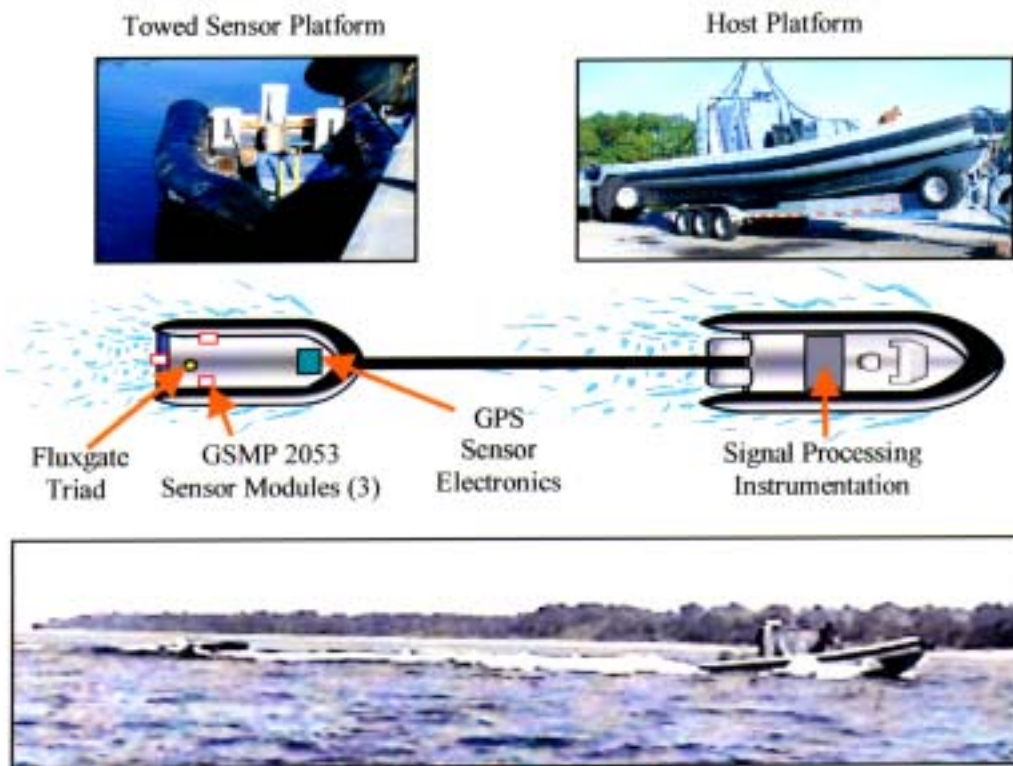 Towed Sensor Platform
Host Platform
Fluxgate
Triad
GSMP 2053
Sensor Modules (3)
GPS
Sensor
Electronics
Signal Processing
Instrumentation